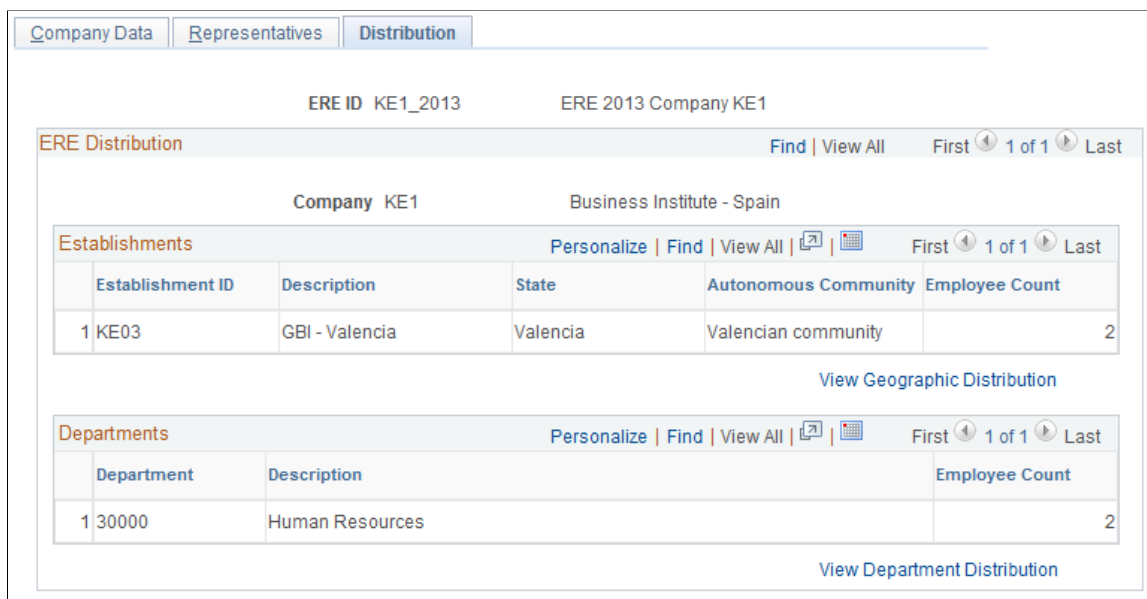 Company Data Representatives Distribution
ERE ID KE1_2013 ERE 2013 Company KE1
ERE Distribution Find | View All First 1 of 1 Last
Company KE1 Business Institute - Spain
Establishments Personalize | Find | View All | | First 1 of 1 Last
Establishment ID Description State Autonomous Community Employee Count
1 KE03 GBI - Valencia Valencia Valencian community 2
View Geographic Distribution
Departments Personalize | Find | View All | | First 1 of 1 Last
Department Description Employee Count
1 30000 Human Resources 2
View Department Distribution